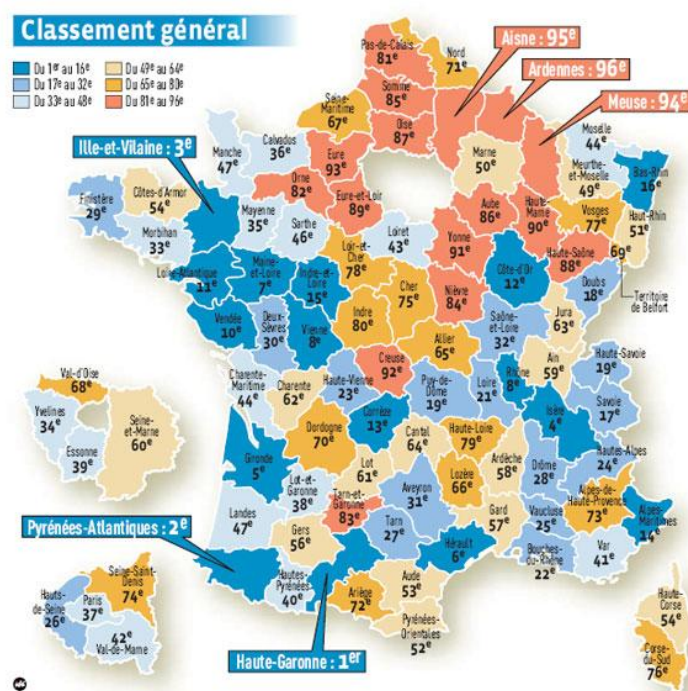 Classement général
Du 1er au 16e
Du 17e au 32e
Du 33e au 48e
Du 49e au 64e
Du 65e au 80e
Du 81e au 96e
Aisne : 95e
Ardennes : 96e
Meuse : 94e
Ille-et-Vilaine : 3e
Pyrénées-Atlantiques : 2e
Haute-Garonne : 1er
Pas-de-Calais
81e
Nord
71e
Somme
85e
Seine-
Maritime
67e
Oise
87e
Manche
47e
Calvados
36e
Eure
93e
Orne
82e
Eure-et-Loir
89e
Marne
50e
Moselle
44e
Meurthe-
et-Moselle
49e
Bas-Rhin
16e
Vosges
77e
Haut-Rhin
51e
Aube
86e
Haute-
Marne
90e
Haute-Saône
88e
69e
Territoire
de Belfort
Finistère
29e
Côtes-d'Armor
54e
Morbihan
33e
Mayenne
35e
Sarthe
46e
Loiret
43e
Loir-et-
Cher
78e
Yonne
91e
Côte-d'Or
12e
Doubs
18e
Loire-Atlantique
11e
Maine-
et-Loire
7e
Indre-et-
Loire
15e
Cher
75e
Nièvre
84e
Saône-
et-Loire
32e
Jura
63e
Vendée
10e
Deux-
Sèvres
30e
Vienne
8e
Indre
80e
Allier
65e
Ain
59e
Haute-Savoie
19e
Charente-
Maritime
44e
Charente
62e
Haute-Vienne
23e
Creuse
92e
Puy-de-
Dôme
19e
Loire
21e
Rhône
8e
Isère
4e
Savoie
17e
Gironde
5e
Dordogne
70e
Corrèze
13e
Cantal
64e
Haute-Loire
79e
Ardèche
58e
Drôme
28e
Hautes-Alpes
24e
Lot-et-
Garonne
38e
Lot
61e
Aveyron
31e
Lozère
66e
Gard
57e
Vaucluse
25e
Alpes-de-
Haute-Provence
73e
Alpes-
Maritimes
14e
Landes
47e
Gers
56e
Tarn-et-
Garonne
83e
Tarn
27e
Hérault
6e
Bouches-
du-Rhône
22e
Var
41e
Hautes-
Pyrénées
40e
Ariège
72e
Aude
53e
Pyrénées-
Orientales
52e
Haute-
Corse
54e
Corse-
du-Sud
76e
Val-d'Oise
68e
Yvelines
34e
Essonne
39e
Seine-
et-Marne
60e
Hauts-
de-Seine
26e
Paris
37e
Seine-Saint-
Denis
74e
42e
Val-de-Marne